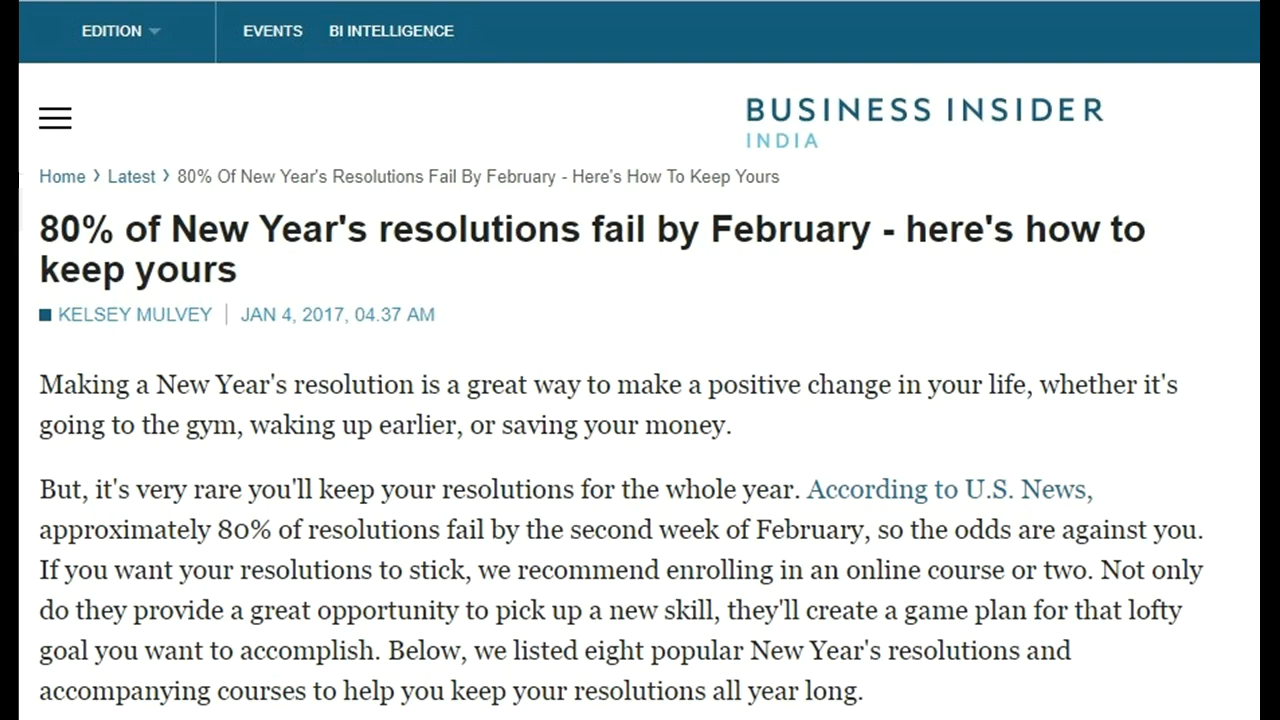 EDITION EVENTS BI INTELLIGENCE
BUSINESS INSIDER
INDIA
Home › Latest › 80% Of New Year's Resolutions Fail By February - Here's How To Keep Yours
80% of New Year's resolutions fail by February - here's how to
keep yours
KELSEY MULVEY | JAN 4, 2017, 04.37 AM
Making a New Year's resolution is a great way to make a positive change in your life, whether it's
going to the gym, waking up earlier, or saving your money.
But, it's very rare you'll keep your resolutions for the whole year. According to U.S. News,
approximately 80% of resolutions fail by the second week of February, so the odds are against you.
If you want your resolutions to stick, we recommend enrolling in an online course or two. Not only
do they provide a great opportunity to pick up a new skill, they'll create a game plan for that lofty
goal you want to accomplish. Below, we listed eight popular New Year's resolutions and
accompanying courses to help you keep your resolutions all year long.